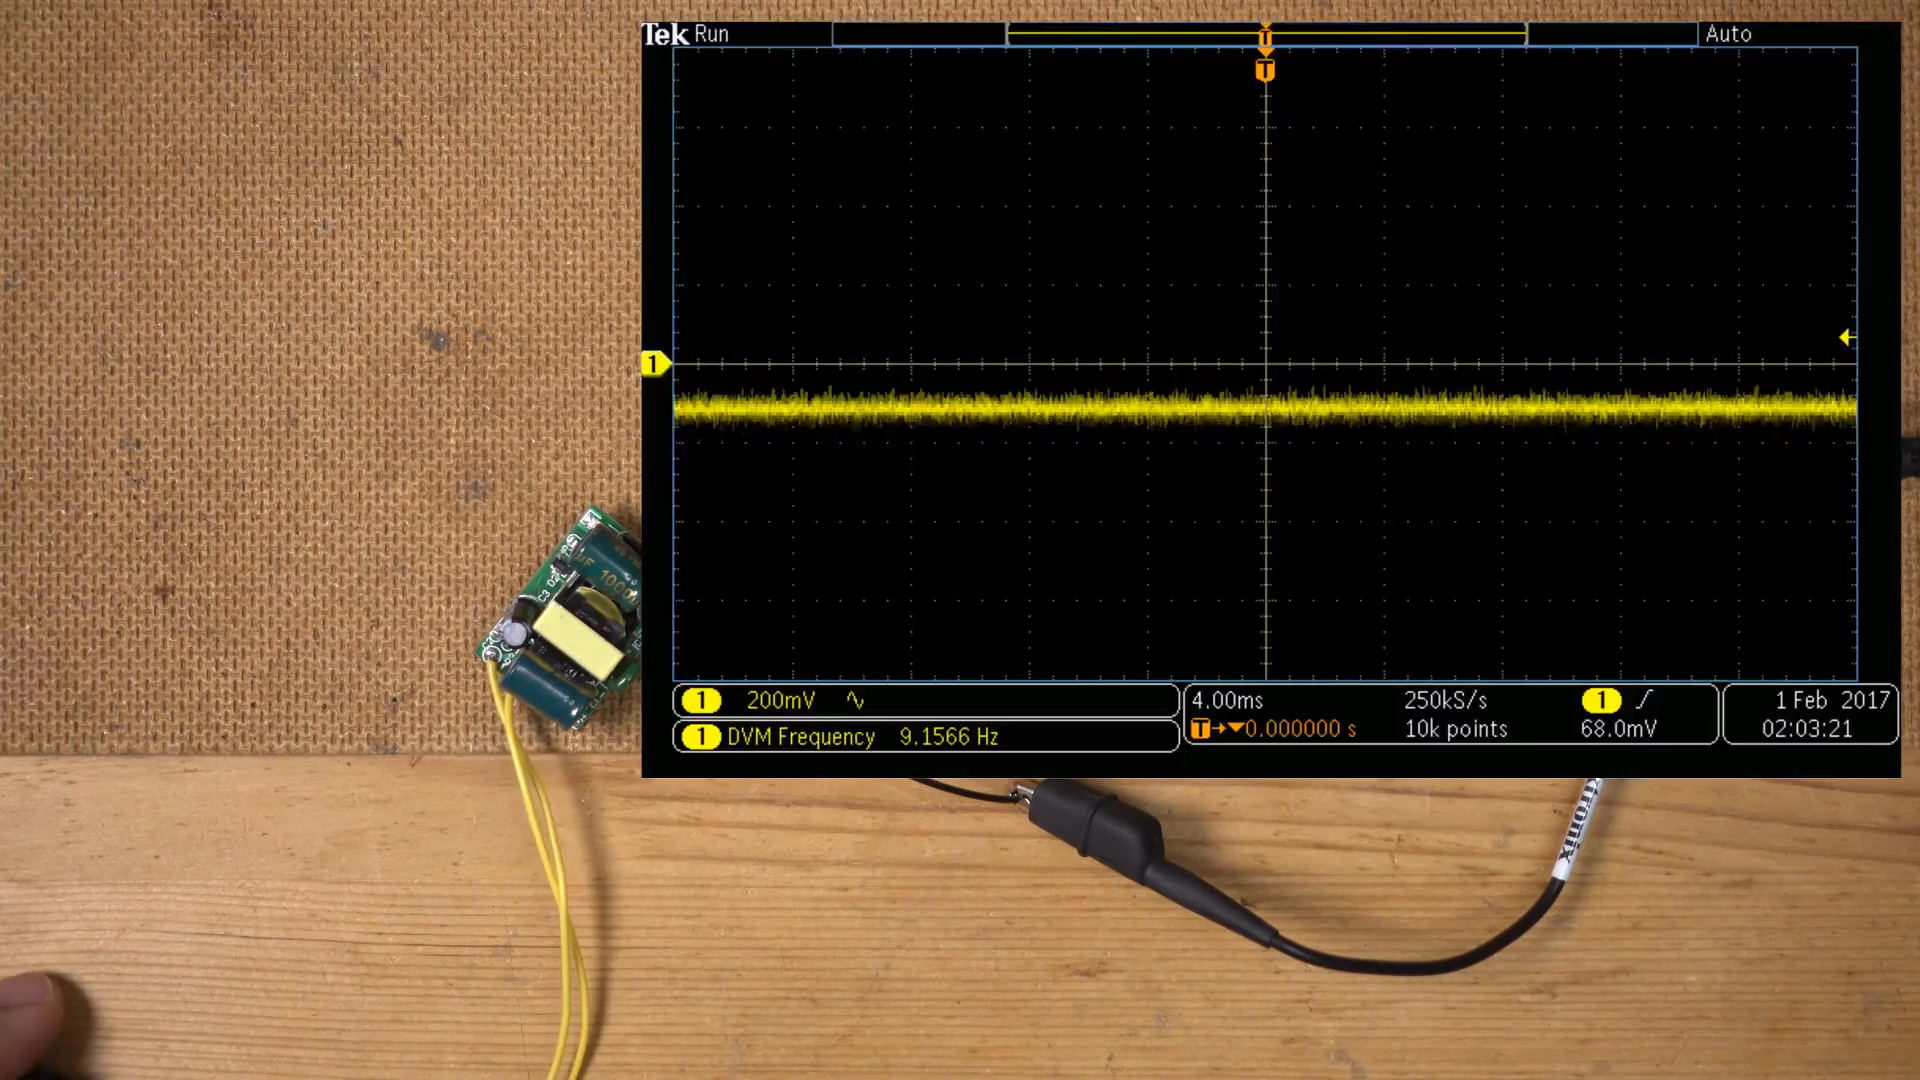 Tek Run
Auto
T
T
1
1 200mV
1 DVM Frequency 9.1566 Hz
4.00ms 250kS/s 1
T→▼0.000000 s 10k points 68.0mV
1 Feb 2017
02:03:21
1000
C3